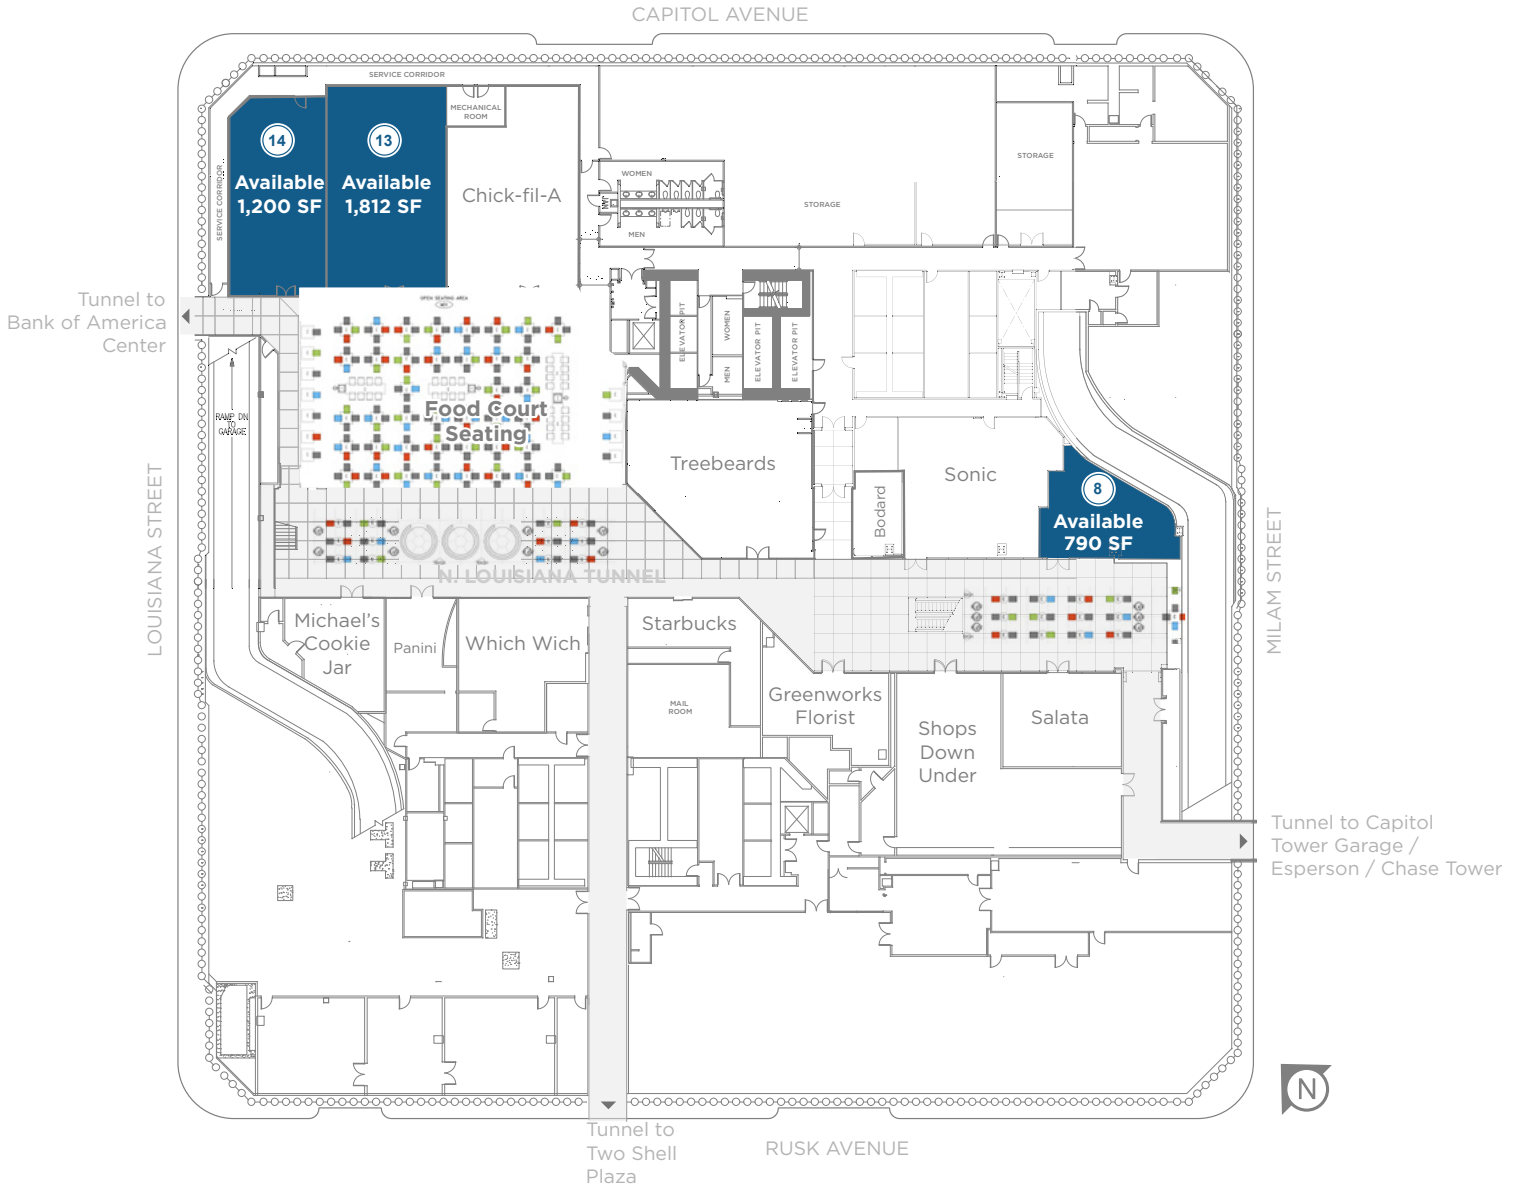 CAPITOL AVENUE
SERVICE CORRIDOR
MECHANICAL
ROOM
14
Available
1,200 SF
13
Available
1,812 SF
Chick-fil-A
SERVICE CORRIDOR
WOMEN
MEN
STORAGE
STORAGE
Tunnel to
Bank of America
Center
OPEN SEATING AREA
ELEVATOR PIT
WOMEN
MEN
ELEVATOR PIT
ELEVATOR PIT
RAMP DN
TO
GARAGE
Food Court
Seating
Treebeards
Sonic
Bodard
8
Available
790 SF
LOUISIANA STREET
MILAM STREET
N. LOUISIANA TUNNEL
Michael's
Cookie
Jar
Panini
Which Wich
Starbucks
MAIL
ROOM
Greenworks
Florist
Shops
Down
Under
Salata
Tunnel to Capitol
Tower Garage /
Esperson / Chase Tower
N
Tunnel to
Two Shell
Plaza
RUSK AVENUE